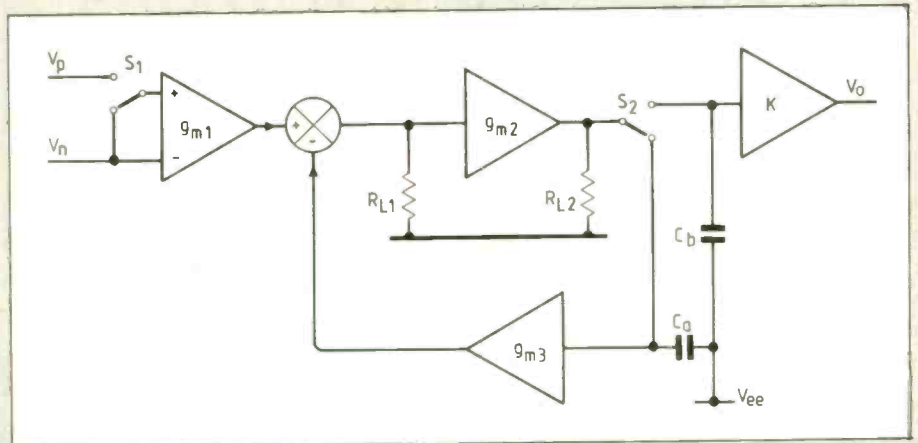 Vp
S1
+
gm1
-
Vn
+
-
RL1
gm2
RL2
S2
K
Vo
Cb
gm3
Ca
Vee